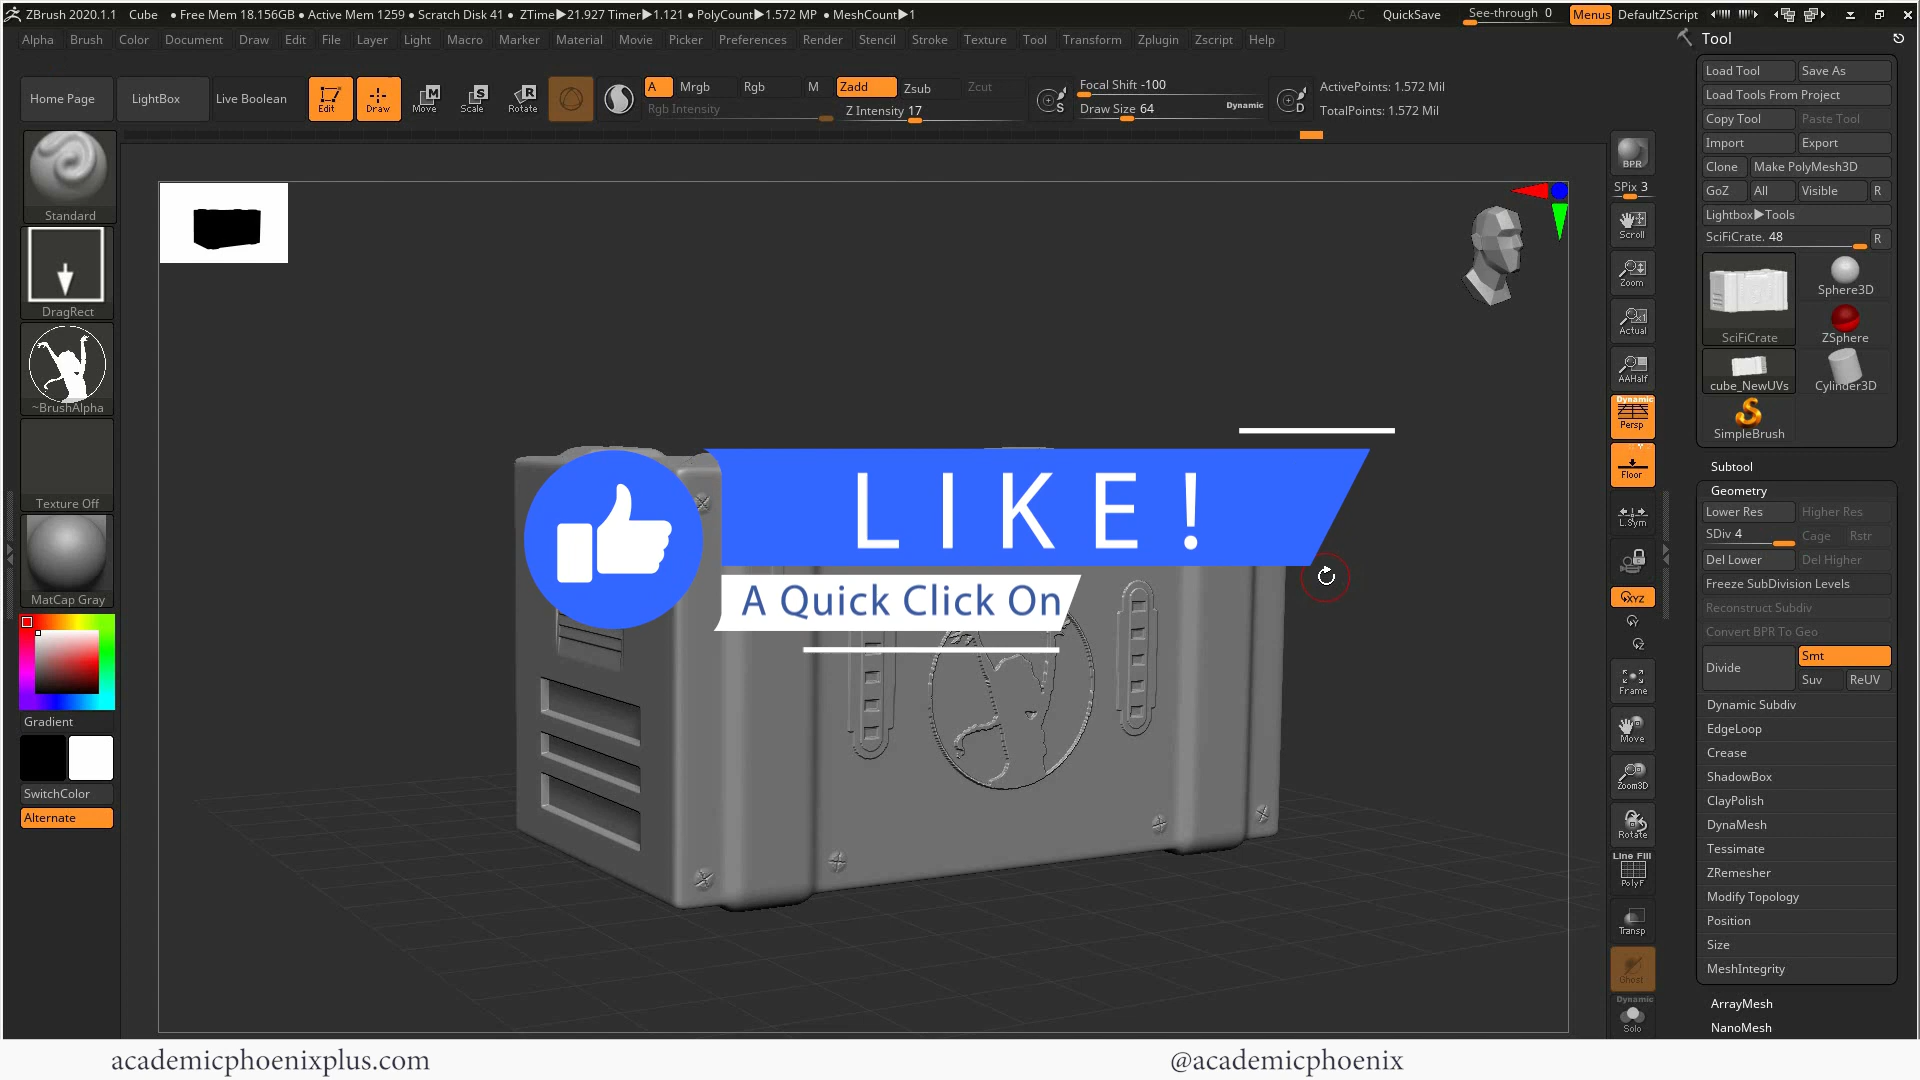 ZBrush 2020.1.1 Cube • Free Mem 18.156GB • Active Mem 1259 • Scratch Disk 41 • ZTime▶21.927 Timer▶1.121 • PolyCount▶1.572 MP • MeshCount▶1 AC QuickSave See-through 0 Menus DefaultZScript
Alpha Brush Color Document Draw Edit File Layer Light Macro Marker Material Movie Picker Preferences Render Stencil Stroke Texture Tool Transform Zplugin Zscript Help
Home Page LightBox Live Boolean Edit Draw Move Scale Rotate
M S R
A Mrgb Rgb M Zadd Zsub Zcut
Rgb Intensity Z Intensity 17
S Focal Shift -100
Draw Size 64 Dynamic D
ActivePoints: 1.572 Mil
TotalPoints: 1.572 Mil
Standard
DragRect
~BrushAlpha
Texture Off
MatCap Gray
Gradient
SwitchColor
Alternate
LIKE!
A Quick Click On
BPR
SPix 3
Scroll
Zoom
Actual
AAHalf
Dynamic
Persp
Floor
L.Sym
XYZ
Y
Z
Frame
Move
Zoom3D
Rotate
Line Fill
PolyF
Transp
Ghost
Dynamic
Solo
Tool
Load Tool Save As
Load Tools From Project
Copy Tool Paste Tool
Import Export
Clone Make PolyMesh3D
GoZ All Visible R
Lightbox▶Tools
SciFiCrate. 48 R
SciFiCrate Sphere3D
ZSphere
cube_NewUVs Cylinder3D
SimpleBrush
Subtool
Geometry
Lower Res Higher Res
SDiv 4 Cage Rstr
Del Lower Del Higher
Freeze SubDivision Levels
Reconstruct Subdiv
Convert BPR To Geo
Divide Smt
Suv ReUV
Dynamic Subdiv
EdgeLoop
Crease
ShadowBox
ClayPolish
DynaMesh
Tessimate
ZRemesher
Modify Topology
Position
Size
MeshIntegrity
ArrayMesh
NanoMesh
academicphoenixplus.com @academicphoenix